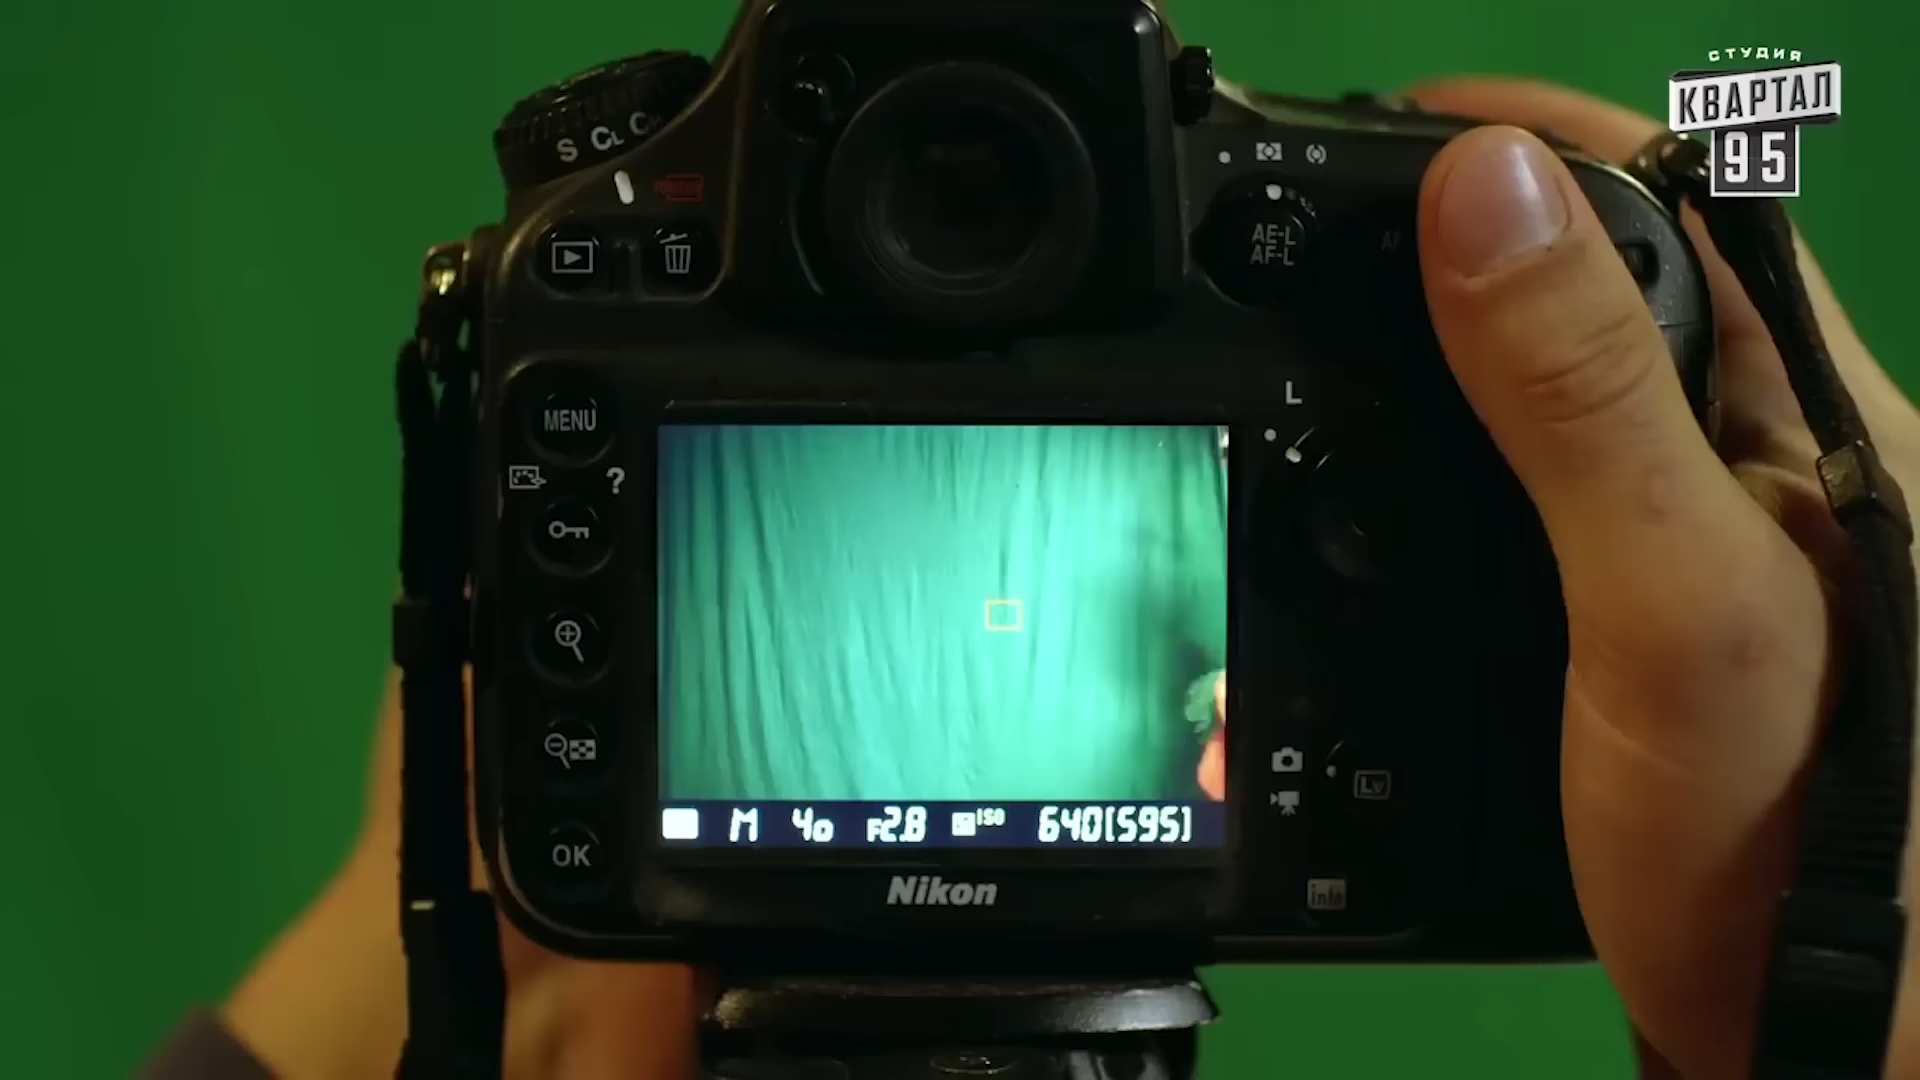 СТУДИЯ
КВАРТАЛ
95
S CL CH
AE-L
AF-L
MENU
L
?
OK
M 40 F2.8 ISO 640[595]
Lv
info
Nikon